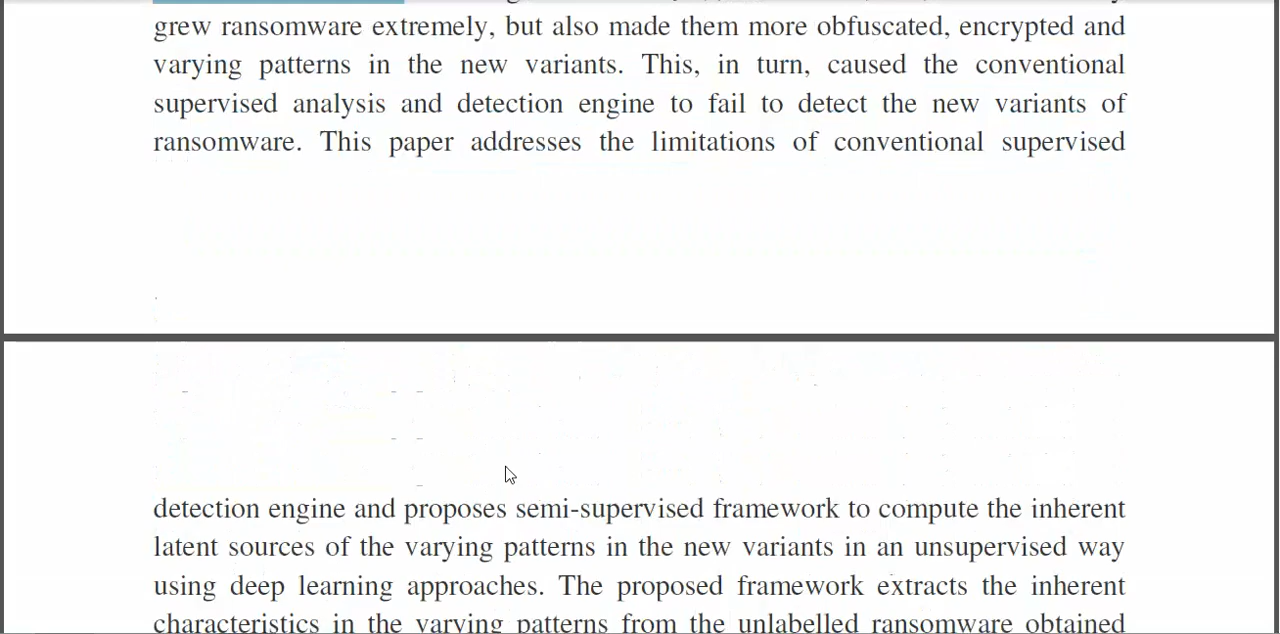 grew ransomware extremely, but also made them more obfuscated, encrypted and
varying patterns in the new variants. This, in turn, caused the conventional
supervised analysis and detection engine to fail to detect the new variants of
ransomware. This paper addresses the limitations of conventional supervised
detection engine and proposes semi-supervised framework to compute the inherent
latent sources of the varying patterns in the new variants in an unsupervised way
using deep learning approaches. The proposed framework extracts the inherent
characteristics in the varying patterns from the unlabelled ransomware obtained